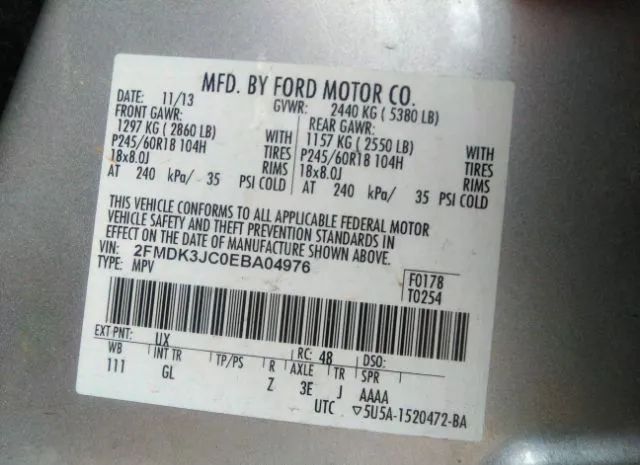 MFD. BY FORD MOTOR CO.
DATE: 11/13 GVWR: 2440 KG ( 5380 LB)
FRONT GAWR: REAR GAWR:
1297 KG ( 2860 LB) WITH 1157 KG ( 2550 LB) WITH
P245/60R18 104H TIRES P245/60R18 104H TIRES
18x8.0J RIMS 18x8.0J RIMS
AT 240 kPa/ 35 PSI COLD AT 240 kPa/ 35 PSI COLD
THIS VEHICLE CONFORMS TO ALL APPLICABLE FEDERAL MOTOR
VEHICLE SAFETY AND THEFT PREVENTION STANDARDS IN
EFFECT ON THE DATE OF MANUFACTURE SHOWN ABOVE.
VIN: 2FMDK3JC0EBA04976
TYPE: MPV
F0178
T0254
EXT PNT: UX RC: 48 DSO:
WB INT TR TP/PS R AXLE TR SPR
111 GL Z 3E J AAAA
UTC ▽5U5A-1520472-BA